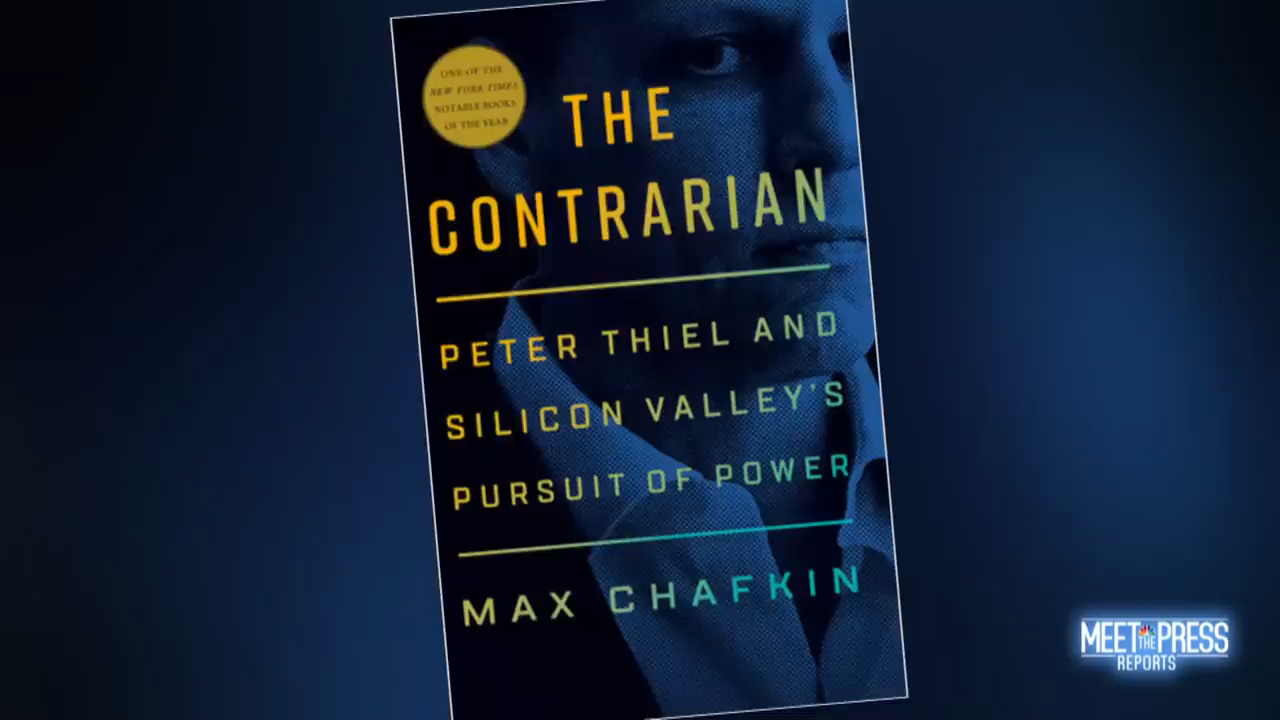 ONE OF THE
NEW YORK TIMES
NOTABLE BOOKS
OF THE YEAR
THE
CONTRARIAN
PETER THIEL AND
SILICON VALLEY'S
PURSUIT OF POWER
MAX CHAFKIN
MEET THE PRESS
REPORTS